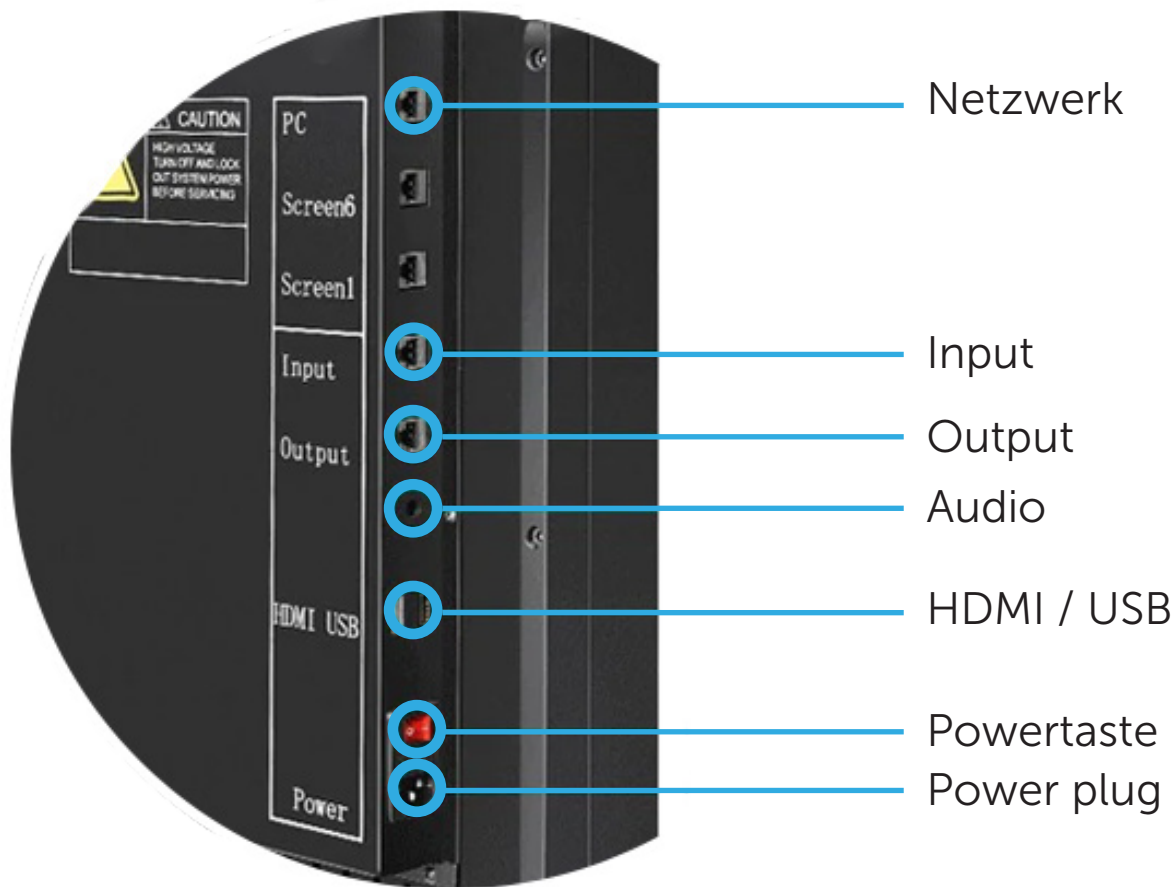 CAUTION
HIGH VOLTAGE
TURN OFF AND LOCK
OUT SYSTEM POWER
BEFORE SERVICING
PC
Screen6
Screen1
Input
Output
HDMI USB
Power
Netzwerk
Input
Output
Audio
HDMI / USB
Powertaste
Power plug